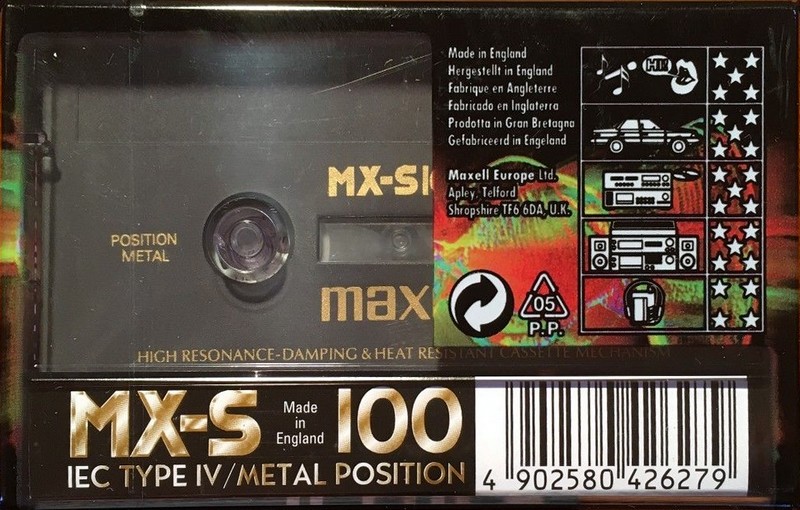 Made in England
Hergestellt in England
Fabrique en Angleterre
Fabricado en Inglaterra
Prodotta in Gran Bretagna
Gefabriceerd in Engeland
Maxell Europe Ltd.
Apley, Telford
Shropshire TF6 6DA, U.K.
MX-S
POSITION
METAL
max
05
P.P.
HIGH RESONANCE-DAMPING & HEAT RESISTANT CASSETTE MECHANISM
MX-S Made in England 100
IEC TYPE IV/METAL POSITION
4 902580 426279